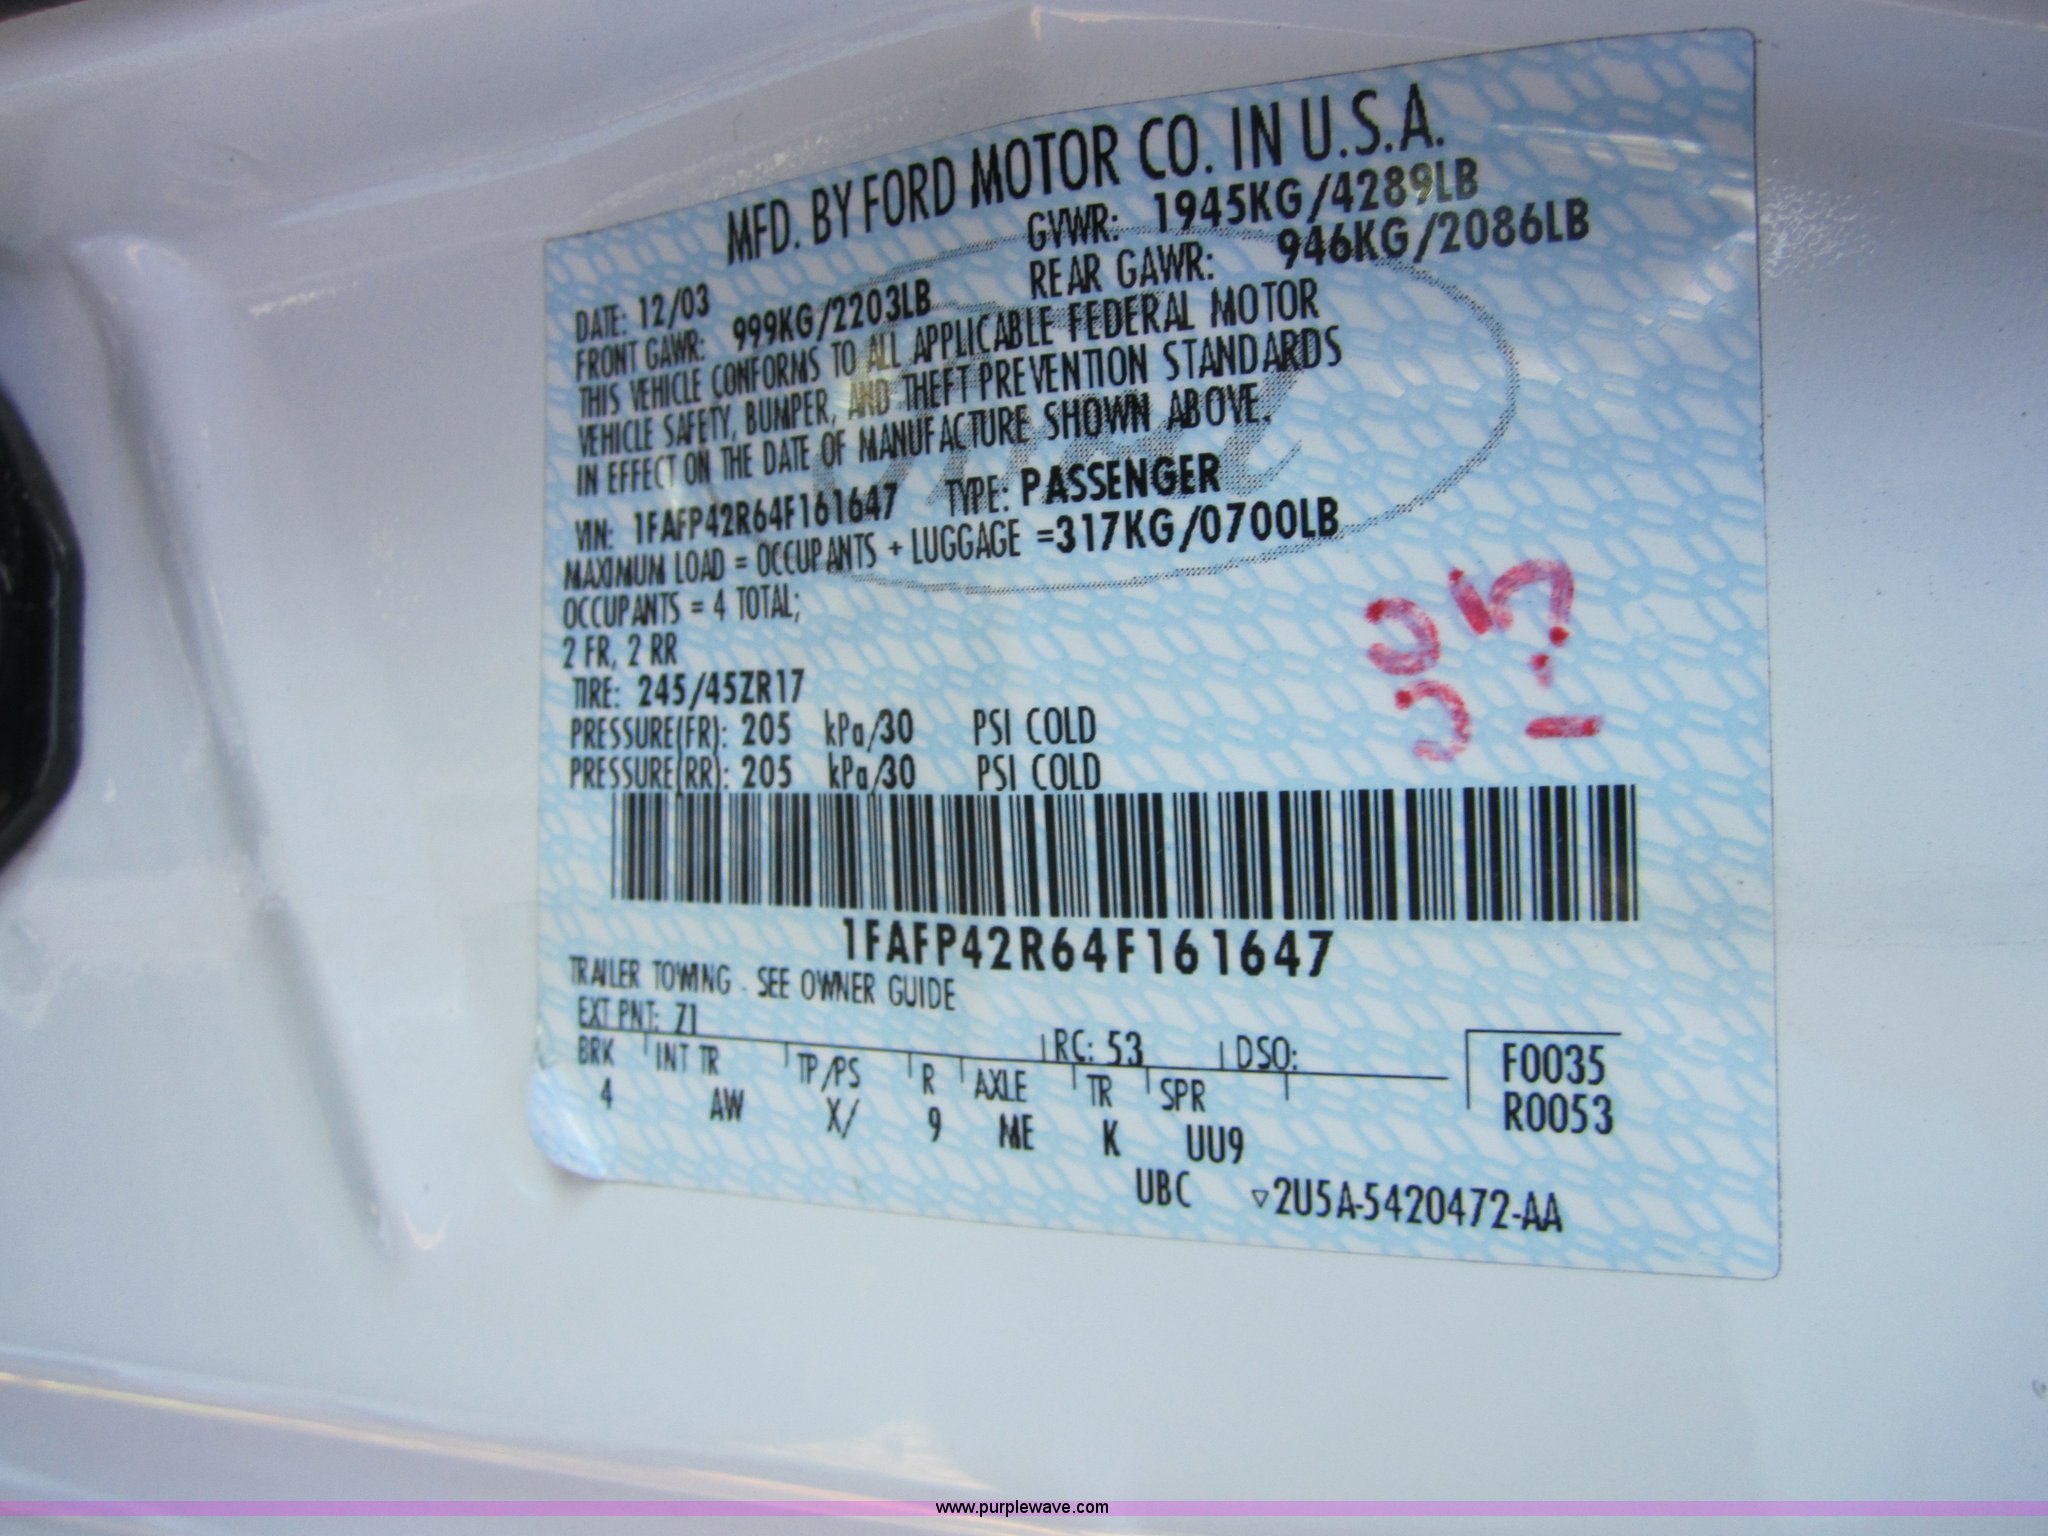 MFD. BY FORD MOTOR CO. IN U.S.A.
DATE: 12/03 GVWR: 1945KG/4289LB
FRONT GAWR: 999KG/2203LB REAR GAWR: 946KG/2086LB
THIS VEHICLE CONFORMS TO ALL APPLICABLE FEDERAL MOTOR
VEHICLE SAFETY, BUMPER, AND THEFT PREVENTION STANDARDS
IN EFFECT ON THE DATE OF MANUFACTURE SHOWN ABOVE.
VIN: 1FAFP42R64F161647 TYPE: PASSENGER
MAXIMUM LOAD = OCCUPANTS + LUGGAGE =317KG/0700LB
OCCUPANTS = 4 TOTAL;
2 FR, 2 RR
TIRE: 245/45ZR17
PRESSURE(FR): 205 kPa/30 PSI COLD
PRESSURE(RR): 205 kPa/30 PSI COLD
1FAFP42R64F161647
TRAILER TOWING - SEE OWNER GUIDE
EXT PNT: Z1 RC: 53 DSO:
BRK INT TR TP/PS R AXLE TR SPR
4 AW X/ 9 ME K UU9
F0035
R0053
UBC ▽2U5A-5420472-AA
www.purplewave.com